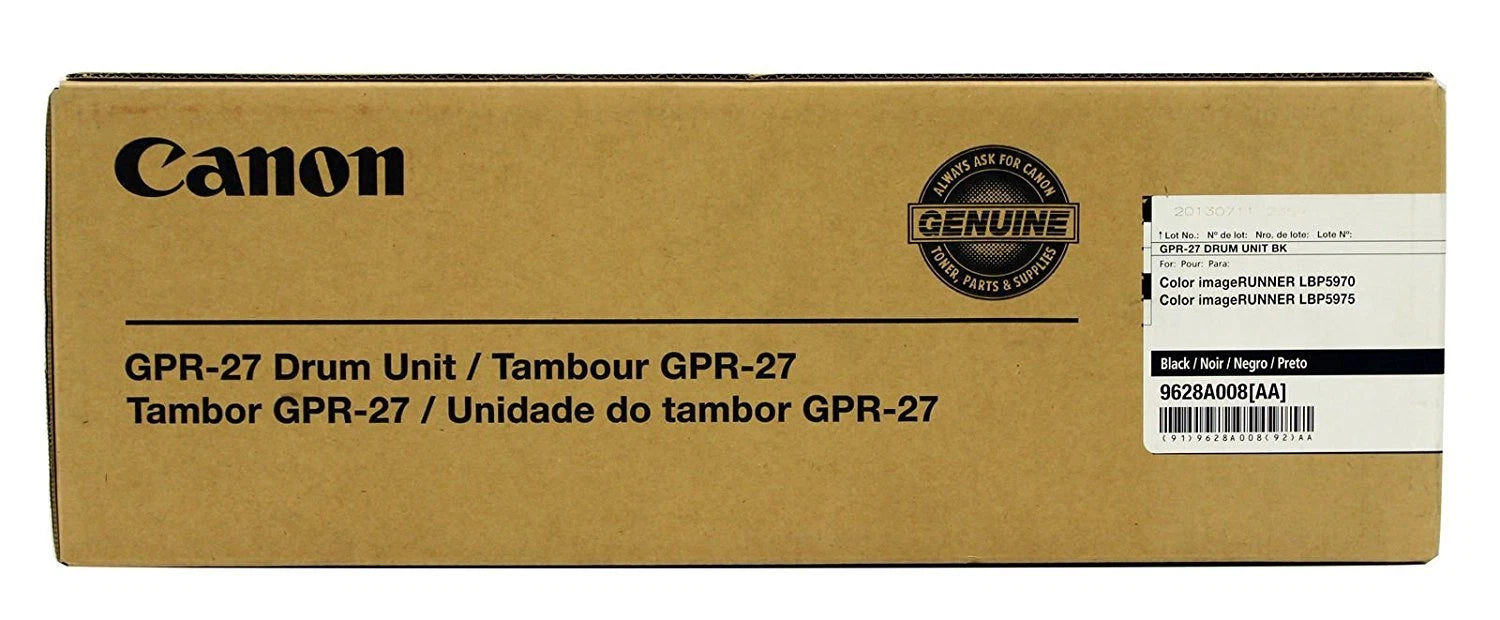 Canon
ALWAYS ASK FOR CANON
GENUINE
TONER, PARTS & SUPPLIES
GPR-27 Drum Unit / Tambour GPR-27
Tambor GPR-27 / Unidade do tambor GPR-27
20130711
↑ Lot No.: Nº de lot: Nro. de lote: Lote Nº:
GPR-27 DRUM UNIT BK
For: Pour: Para:
Color imageRUNNER LBP5970
Color imageRUNNER LBP5975
Black / Noir / Negro / Preto
9628A008[AA]
(91)9628A008(92)AA